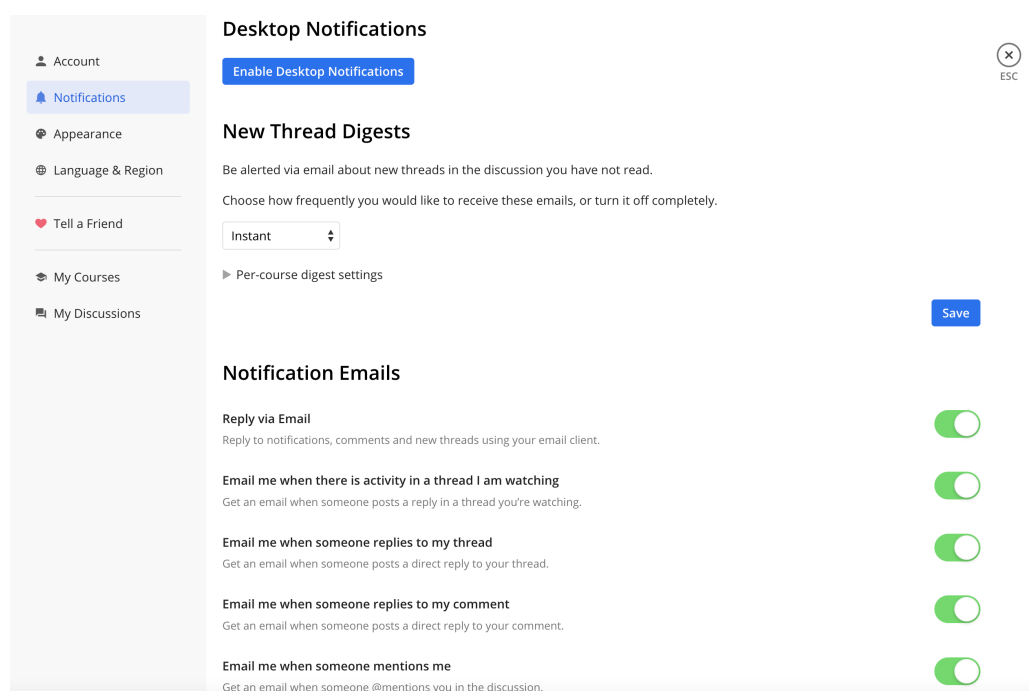 Account
Notifications
Appearance
Language & Region
Tell a Friend
My Courses
My Discussions
Desktop Notifications
Enable Desktop Notifications
ESC
New Thread Digests
Be alerted via email about new threads in the discussion you have not read.
Choose how frequently you would like to receive these emails, or turn it off completely.
Instant
Per-course digest settings
Save
Notification Emails
Reply via Email
Reply to notifications, comments and new threads using your email client.
Email me when there is activity in a thread I am watching
Get an email when someone posts a reply in a thread you’re watching.
Email me when someone replies to my thread
Get an email when someone posts a direct reply to your thread.
Email me when someone replies to my comment
Get an email when someone posts a direct reply to your comment.
Email me when someone mentions me
Get an email when someone @mentions you in the discussion.